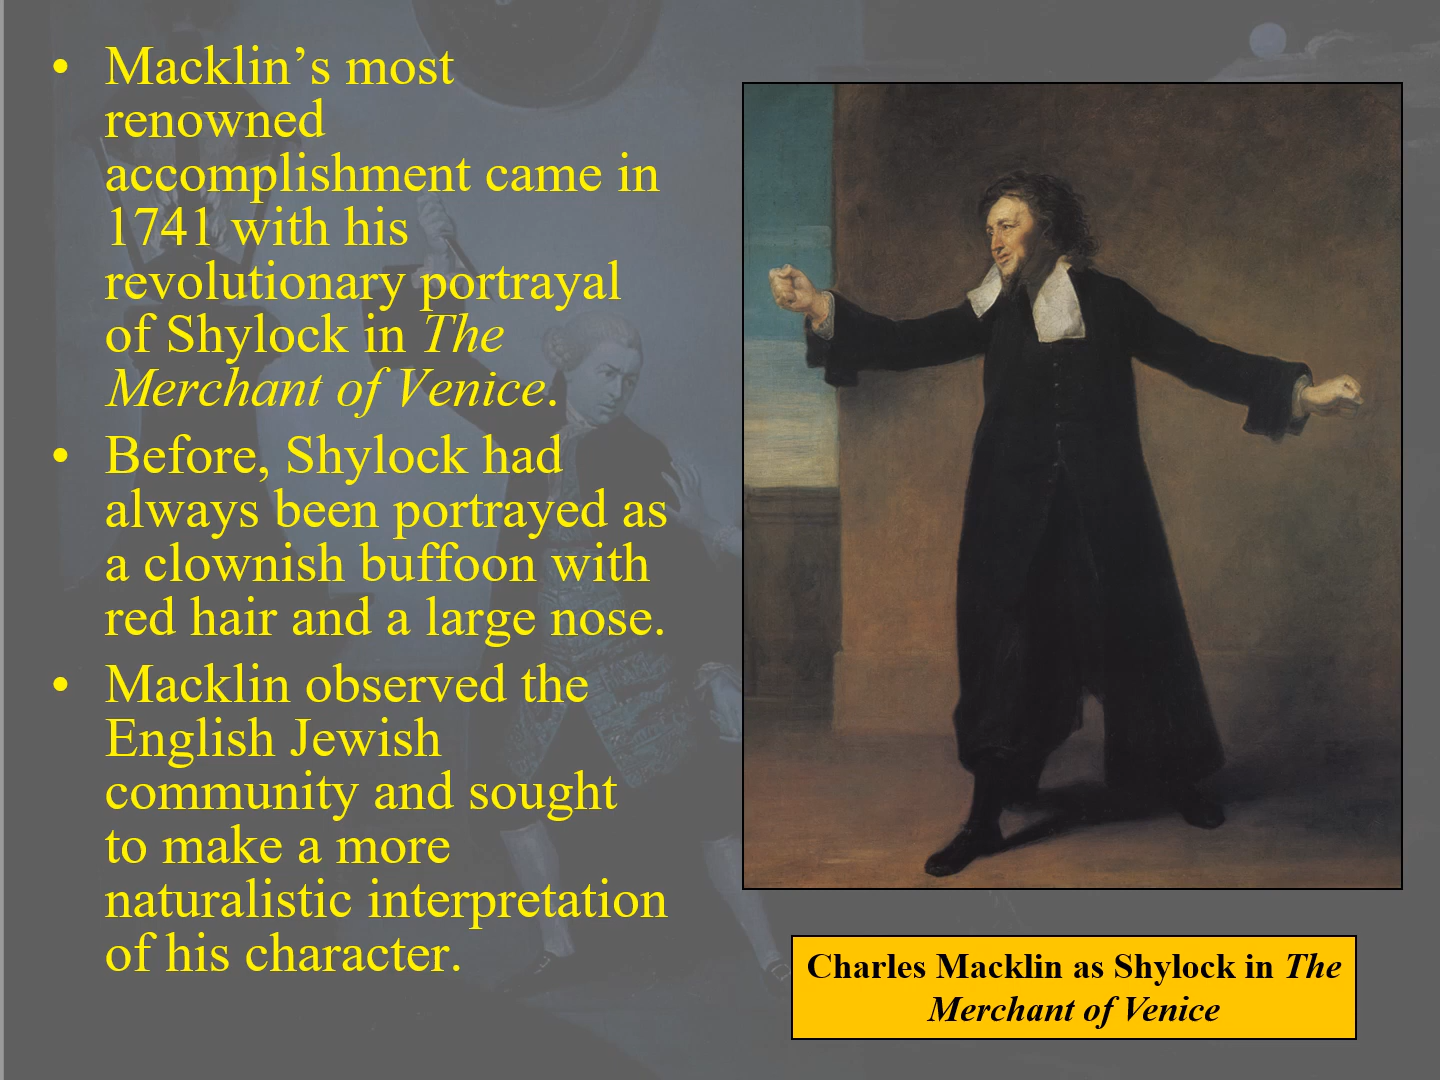 • Macklin’s most
renowned
accomplishment came in
1741 with his
revolutionary portrayal
of Shylock in The
Merchant of Venice.
• Before, Shylock had
always been portrayed as
a clownish buffoon with
red hair and a large nose.
• Macklin observed the
English Jewish
community and sought
to make a more
naturalistic interpretation
of his character.
Charles Macklin as Shylock in The
Merchant of Venice